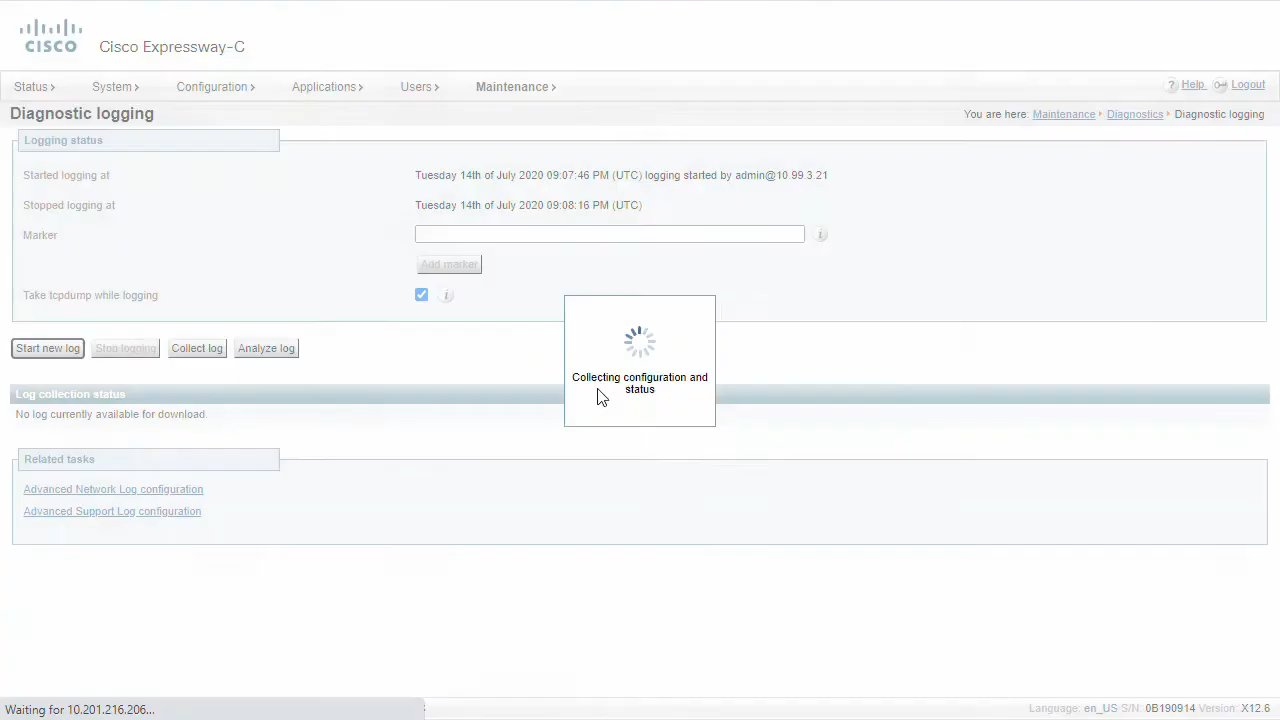 CISCO
Cisco Expressway-C
Status
System
Configuration
Applications
Users
Maintenance
Help
Logout
Diagnostic logging
You are here: Maintenance Diagnostics Diagnostic logging
Logging status
Started logging at
Tuesday 14th of July 2020 09:07:46 PM (UTC) logging started by admin@10.99.3.21
Stopped logging at
Tuesday 14th of July 2020 09:08:16 PM (UTC)
Marker
Add marker
Take tcpdump while logging
Start new log
Stop logging
Collect log
Analyze log
Collecting configuration and
status
Log collection status
No log currently available for download.
Related tasks
Advanced Network Log configuration
Advanced Support Log configuration
Waiting for 10.201.216.206...
Language: en_US S/N: 0B190914 Version: X12.6